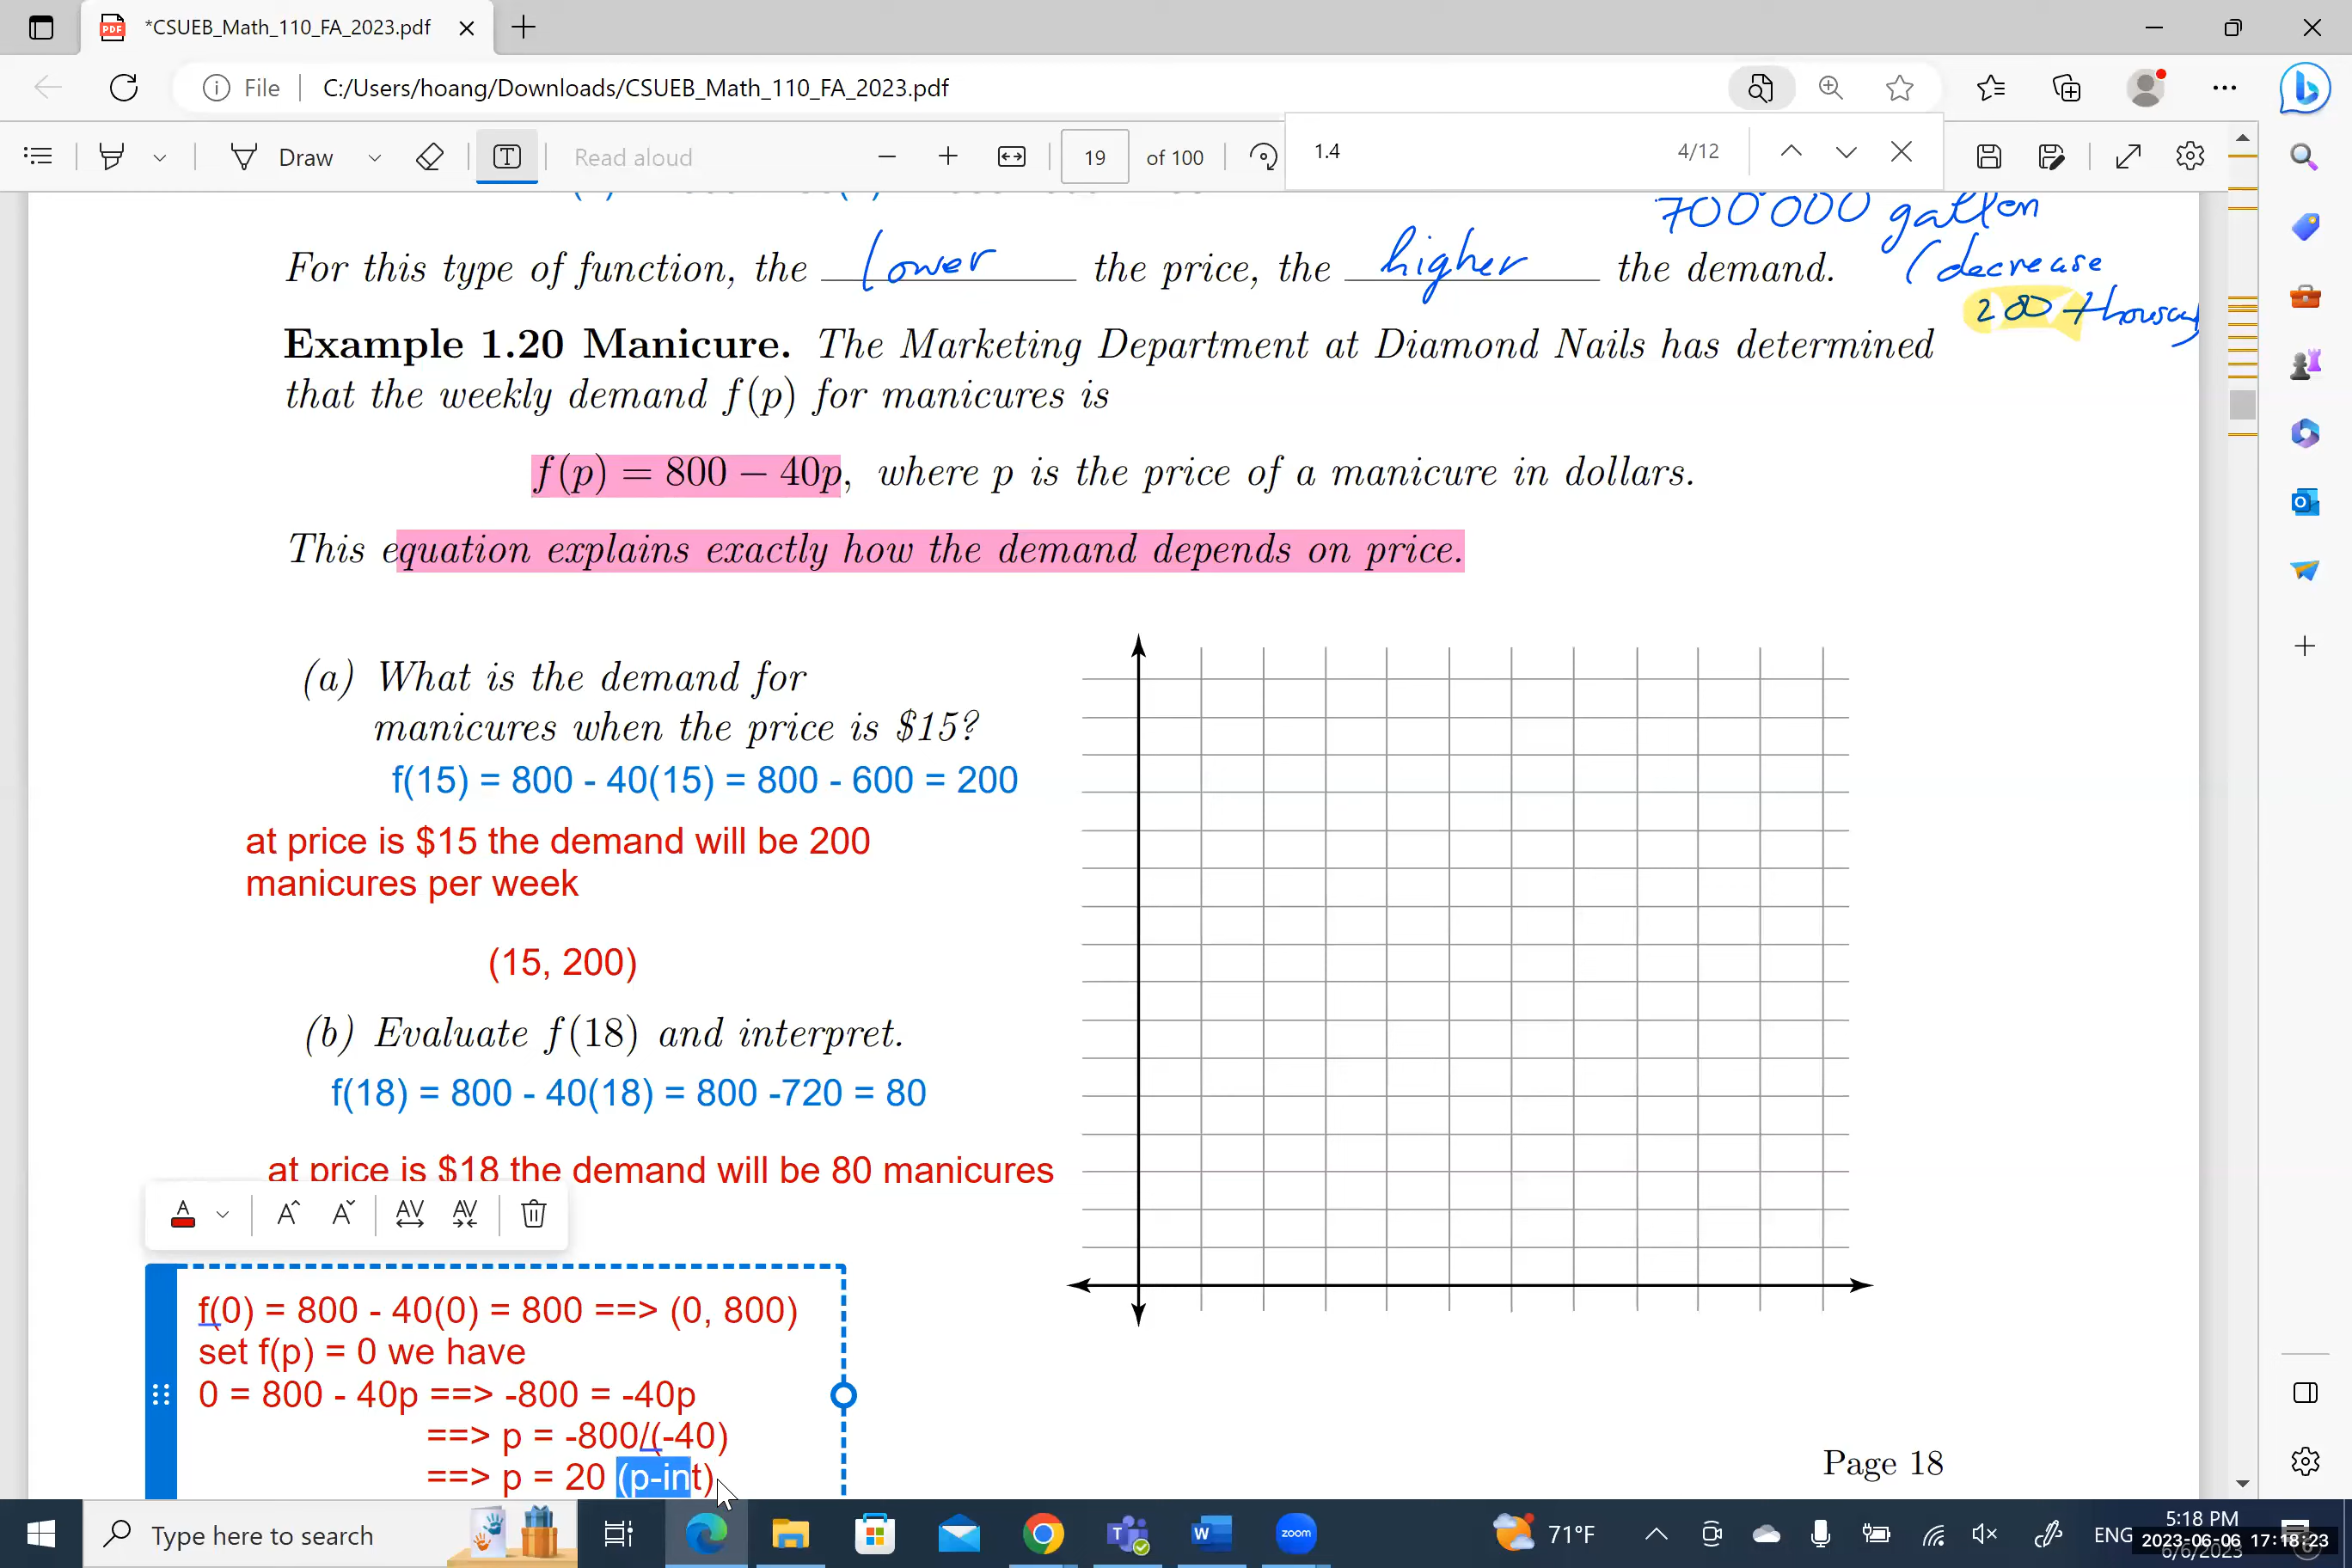 *CSUEB_Math_110_FA_2023.pdf
File
C:/Users/hoang/Downloads/CSUEB_Math_110_FA_2023.pdf
Draw
Read aloud
19 of 100
1.4
4/12
700'000 gallon
For this type of function, the lower the price, the higher the demand.
(decrease
200 thousand
Example 1.20 Manicure. The Marketing Department at Diamond Nails has determined
that the weekly demand f(p) for manicures is
f(p) = 800 − 40p, where p is the price of a manicure in dollars.
This equation explains exactly how the demand depends on price.
(a) What is the demand for
manicures when the price is $15?
f(15) = 800 - 40(15) = 800 - 600 = 200
at price is $15 the demand will be 200
manicures per week
(15, 200)
(b) Evaluate f(18) and interpret.
f(18) = 800 - 40(18) = 800 -720 = 80
at price is $18 the demand will be 80 manicures
f(0) = 800 - 40(0) = 800 ==> (0, 800)
set f(p) = 0 we have
0 = 800 - 40p ==> -800 = -40p
==> p = -800/(-40)
==> p = 20 (p-int)
Page 18
Type here to search
zoom
71°F
ENG
5:18 PM
2023-06-06 17:18:23
6/6/2023